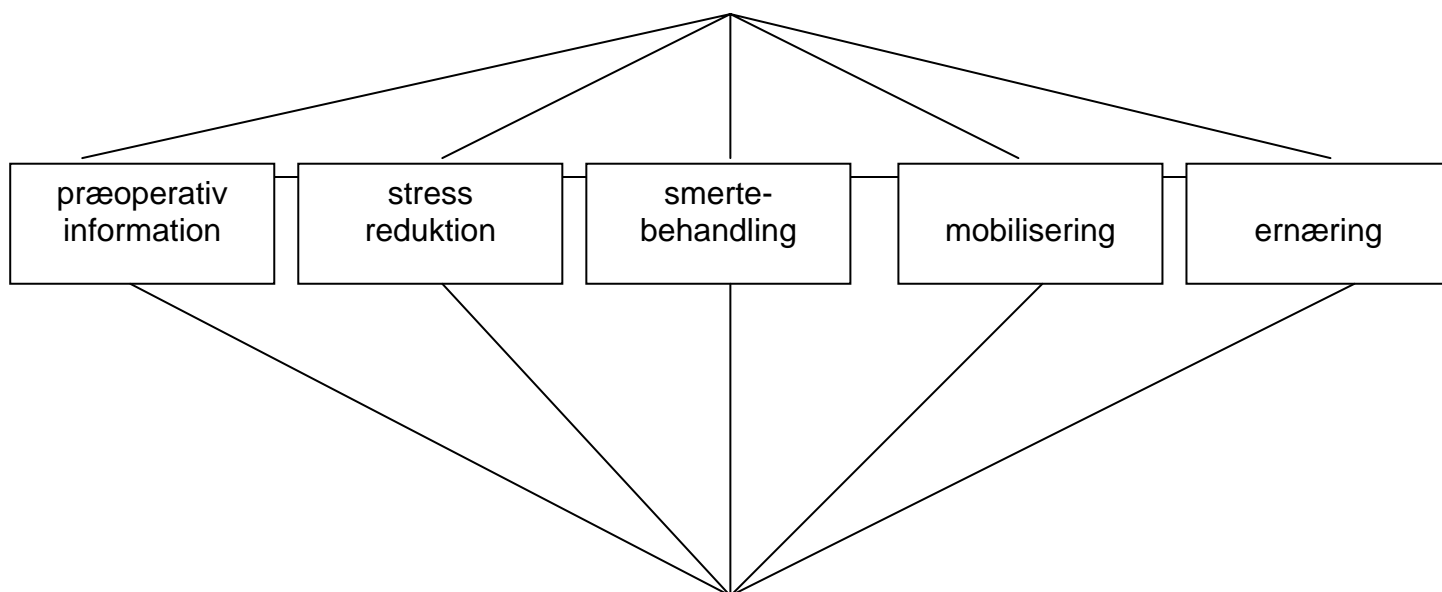 præoperativ
information
stress
reduktion
smerte-
behandling
mobilisering
ernæring